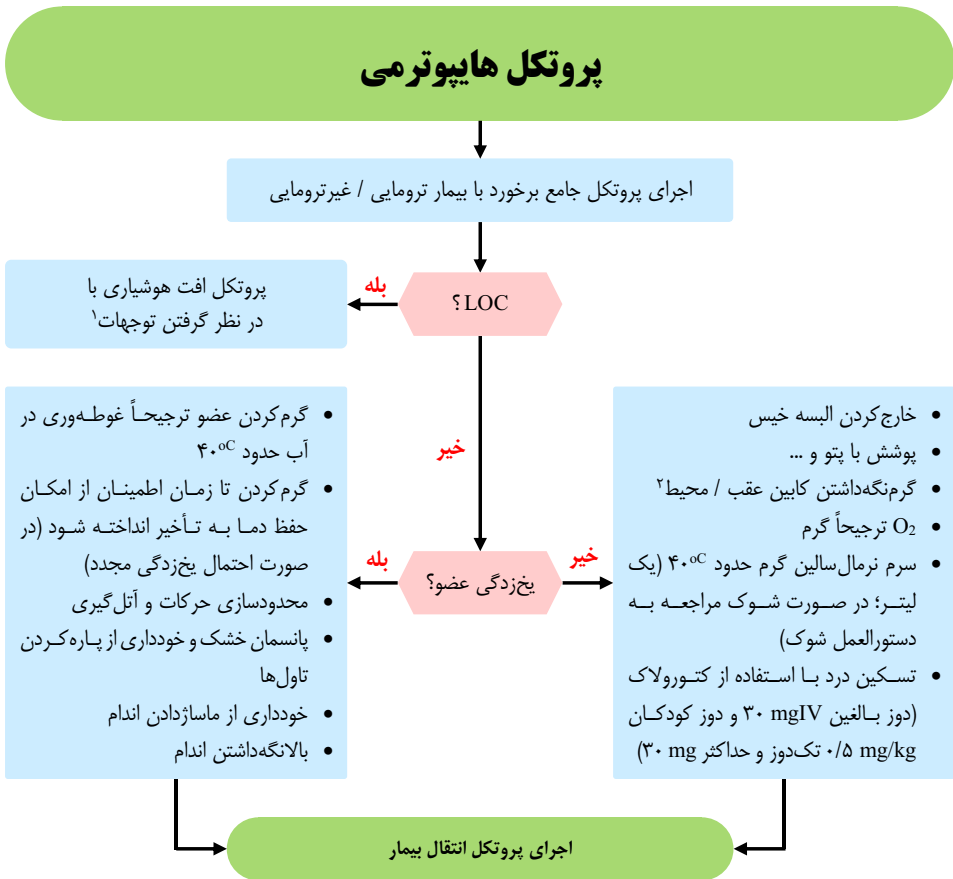 پروتکل هایپوترمی
اجرای پروتکل جامع برخورد با بیمار ترومایی / غیرترومایی
LOC؟
بله
پروتکل افت هوشیاری با
در نظر گرفتن توجهات۱
خیر
یخ‌زدگی عضو؟
خیر
بله
• خارج‌کردن البسه خیس
• پوشش با پتو و ...
• گرم‌نگه‌داشتن کابین عقب / محیط۲
• O2 ترجیحاً گرم
• سرم نرمال‌سالین گرم حدود ۴۰oC (یک
لیتر؛ در صورت شوک مراجعه به
دستورالعمل شوک)
• تسکین درد با استفاده از کتورولاک
(دوز بالغین ۳۰ mgIV و دوز کودکان
۰/۵ mg/kg تک‌دوز و حداکثر ۳۰ mg)
• گرم‌کردن عضو ترجیحاً غوطه‌وری در
آب حدود ۴۰oC
• گرم‌کردن تا زمان اطمینان از امکان
حفظ دما به تأخیر انداخته شود (در
صورت احتمال یخ‌زدگی مجدد)
• محدودسازی حرکات و آتل‌گیری
• پانسمان خشک و خودداری از پاره‌کردن
تاول‌ها
• خودداری از ماساژدادن اندام
• بالانگه‌داشتن اندام
اجرای پروتکل انتقال بیمار